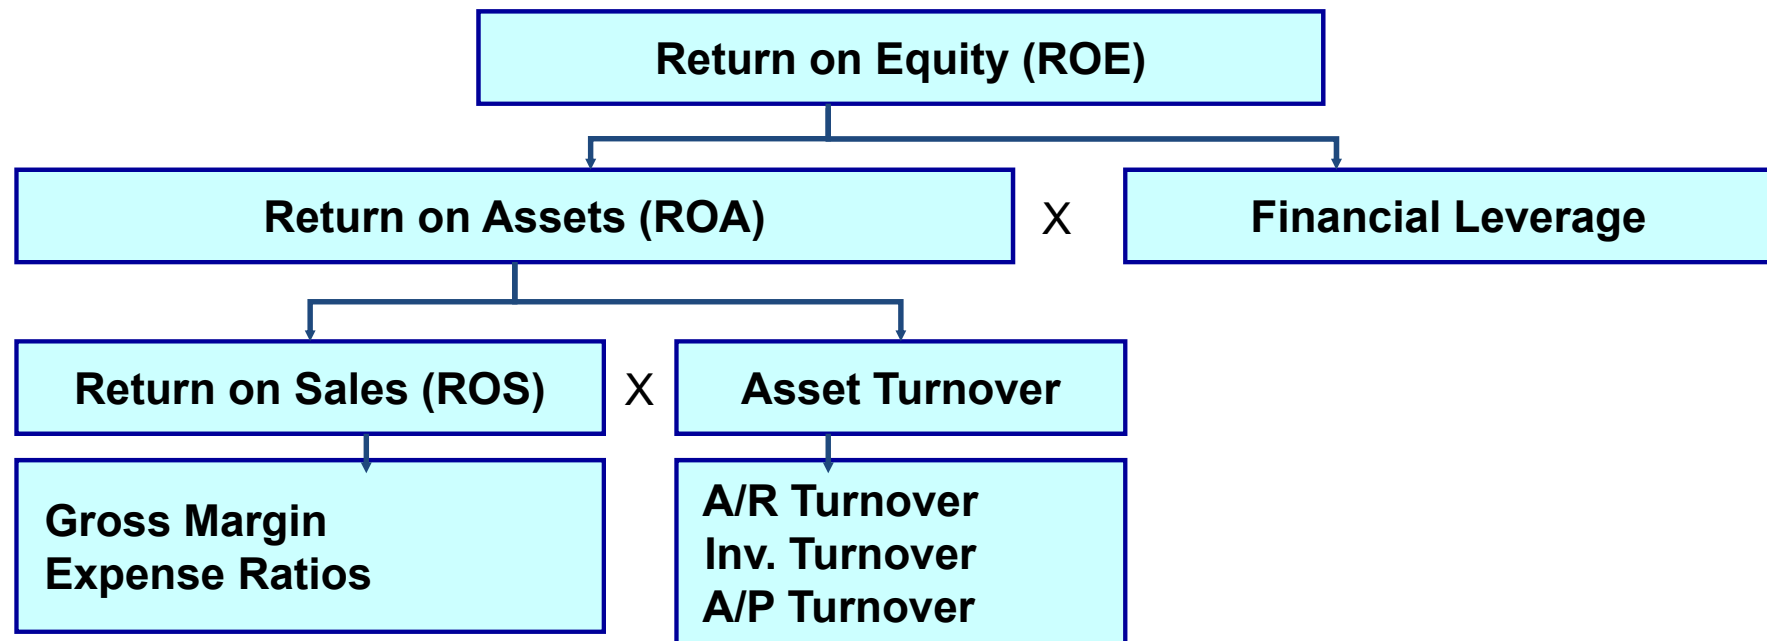 Return on Equity (ROE)
Return on Assets (ROA)
X
Financial Leverage
Return on Sales (ROS)
X
Asset Turnover
Gross Margin
Expense Ratios
A/R Turnover
Inv. Turnover
A/P Turnover